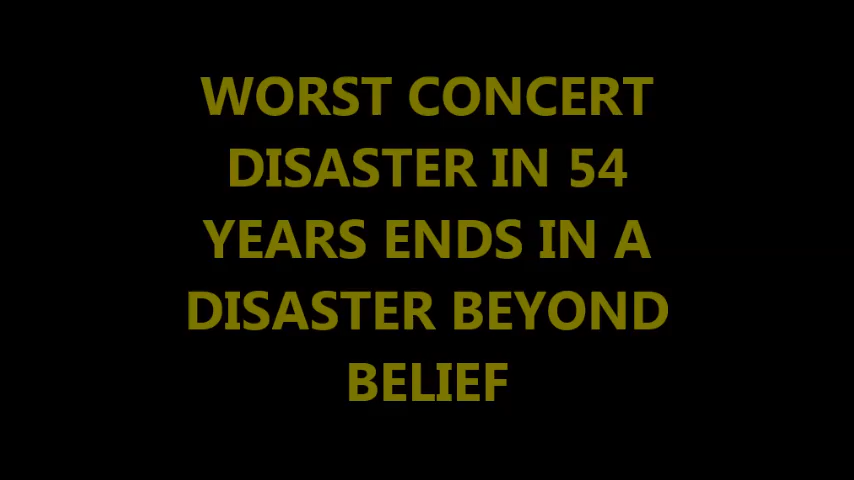 WORST CONCERT
DISASTER IN 54
YEARS ENDS IN A
DISASTER BEYOND
BELIEF